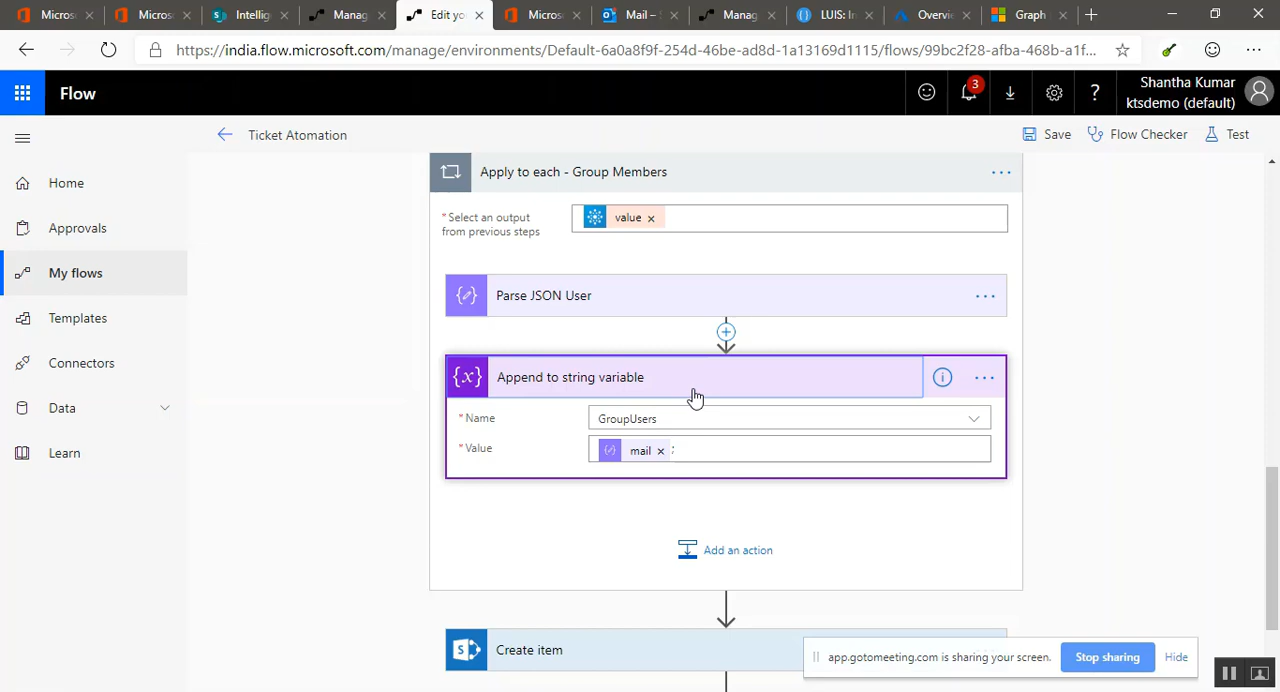 Micros
Micros
Intellig
Manag
Edit yo
Micros
Mail –
Manag
LUIS: In
Overvi
Graph
https://india.flow.microsoft.com/manage/environments/Default-6a0a8f9f-254d-46be-ad8d-1a13169d1115/flows/99bc2f28-afba-468b-a1f...
Flow
3
?
Shantha Kumar
ktsdemo (default)
Ticket Atomation
Save
Flow Checker
Test
Home
Approvals
My flows
Templates
Connectors
Data
Learn
Apply to each - Group Members
* Select an output
from previous steps
value
Parse JSON User
Append to string variable
* Name
GroupUsers
* Value
mail ;
Add an action
Create item
app.gotomeeting.com is sharing your screen.
Stop sharing
Hide